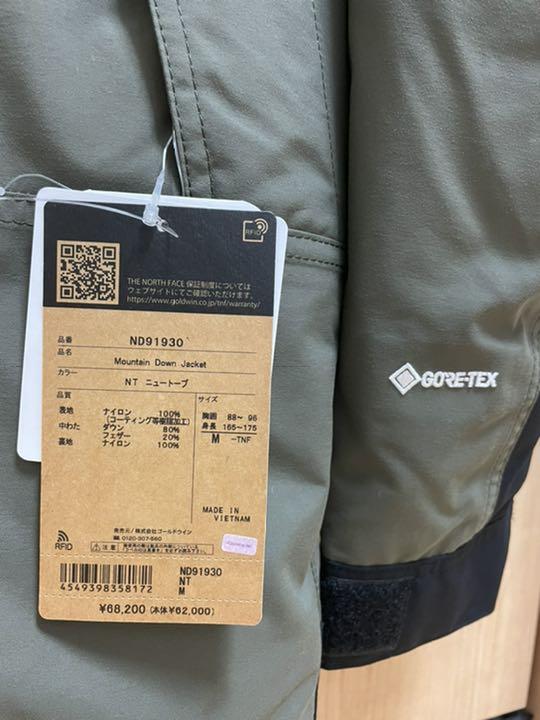 RFID
THE NORTH FACE 保証制度については
ウェブサイトにてご確認いただけます。
https://www.goldwin.co.jp/tnf/warranty/
品番 ND91930
品名 Mountain Down Jacket
カラー NT ニュートープ
品質
表地 ナイロン 100%
(コーティング等樹脂加工)
中わた ダウン 80%
フェザー 20%
裏地 ナイロン 100%
サイズ
胸囲 88~ 96
身長 165~175
M -TNF
MADE IN
VIETNAM
発売元/株式会社ゴールドウイン
0120-307-560
RFID
注意
ND91930
NT
M
4549398358172
¥68,200(本体¥62,000)
GORE-TEX